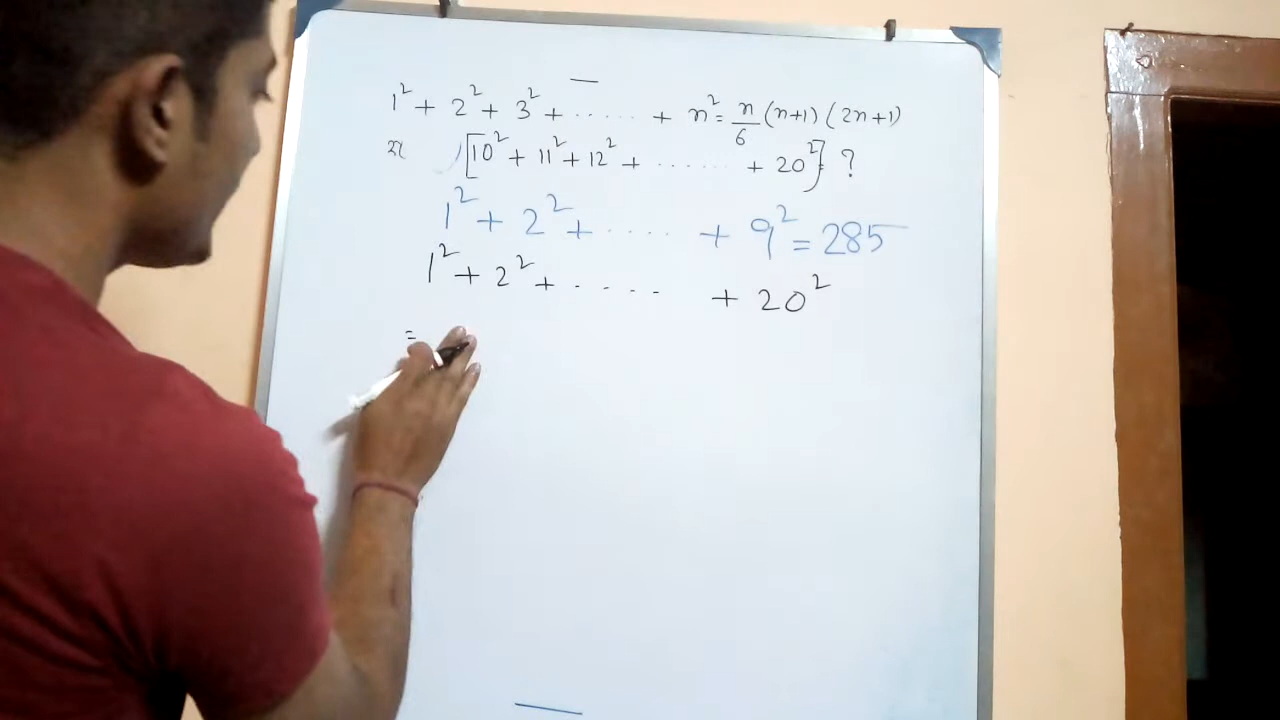 1² + 2² + 3² + ...... + n² = n/6 (n+1) (2n+1)
[10² + 11² + 12² + ....... + 20²} ?
1² + 2² + ..... + 9² = 285
1² + 2² + ..... + 20²
=